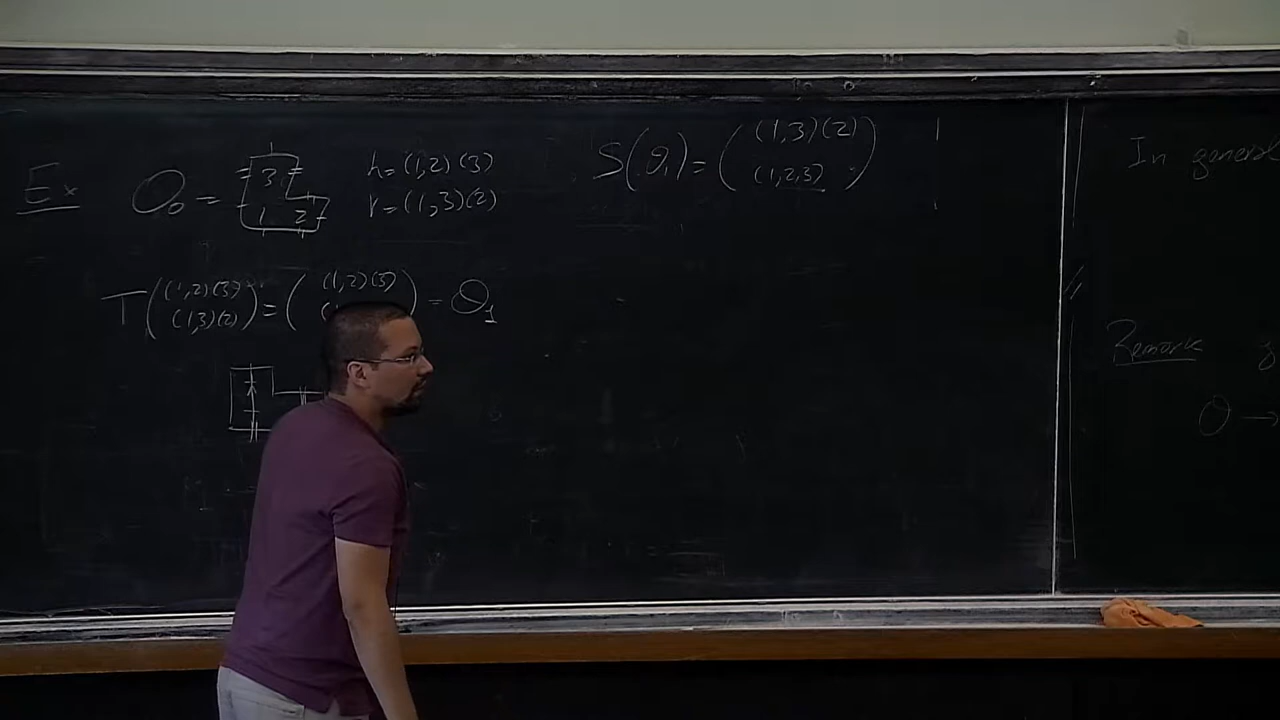 Ex O₀ = 3 1 2 h=(1,2)(3) r=(1,3)(2)
T((1,2)(3) (1,3)(2)) = ((1,2)(3) = O₁
S(O₁) = ((1,3)(2) (1,2,3))
In general
Remark
O →